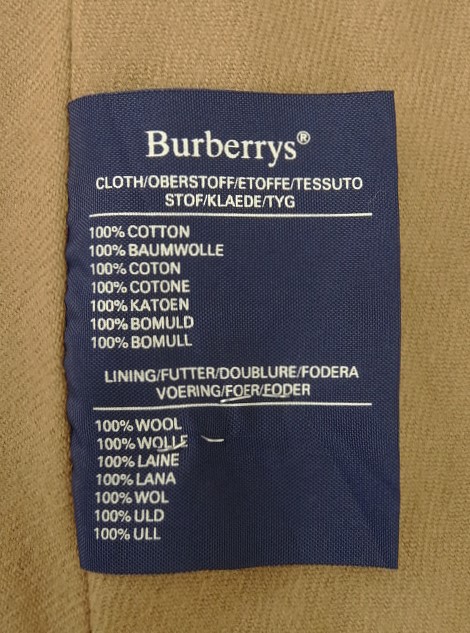 Burberrys®
CLOTH/OBERSTOFF/ETOFFE/TESSUTO
STOF/KLAEDE/TYG
100% COTTON
100% BAUMWOLLE
100% COTON
100% COTONE
100% KATOEN
100% BOMULD
100% BOMULL
LINING/FUTTER/DOUBLURE/FODERA
VOERING/FOER/FODER
100% WOOL
100% WOLLE
100% LAINE
100% LANA
100% WOL
100% ULD
100% ULL